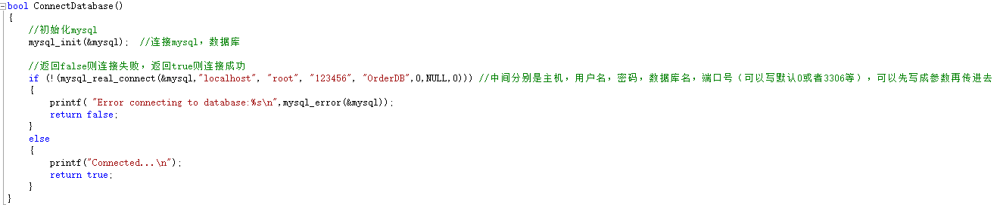 bool ConnectDatabase()
{
    //初始化mysql
    mysql_init(&mysql);  //连接mysql，数据库

    //返回false则连接失败，返回true则连接成功
    if (!(mysql_real_connect(&mysql,"localhost", "root", "123456", "OrderDB",0,NULL,0))) //中间分别是主机，用户名，密码，数据库名，端口号（可以写默认0或者3306等），可以先写成参数再传进去
    {
        printf( "Error connecting to database:%s\n",mysql_error(&mysql));
        return false;
    }
    else
    {
        printf("Connected...\n");
        return true;
    }
}